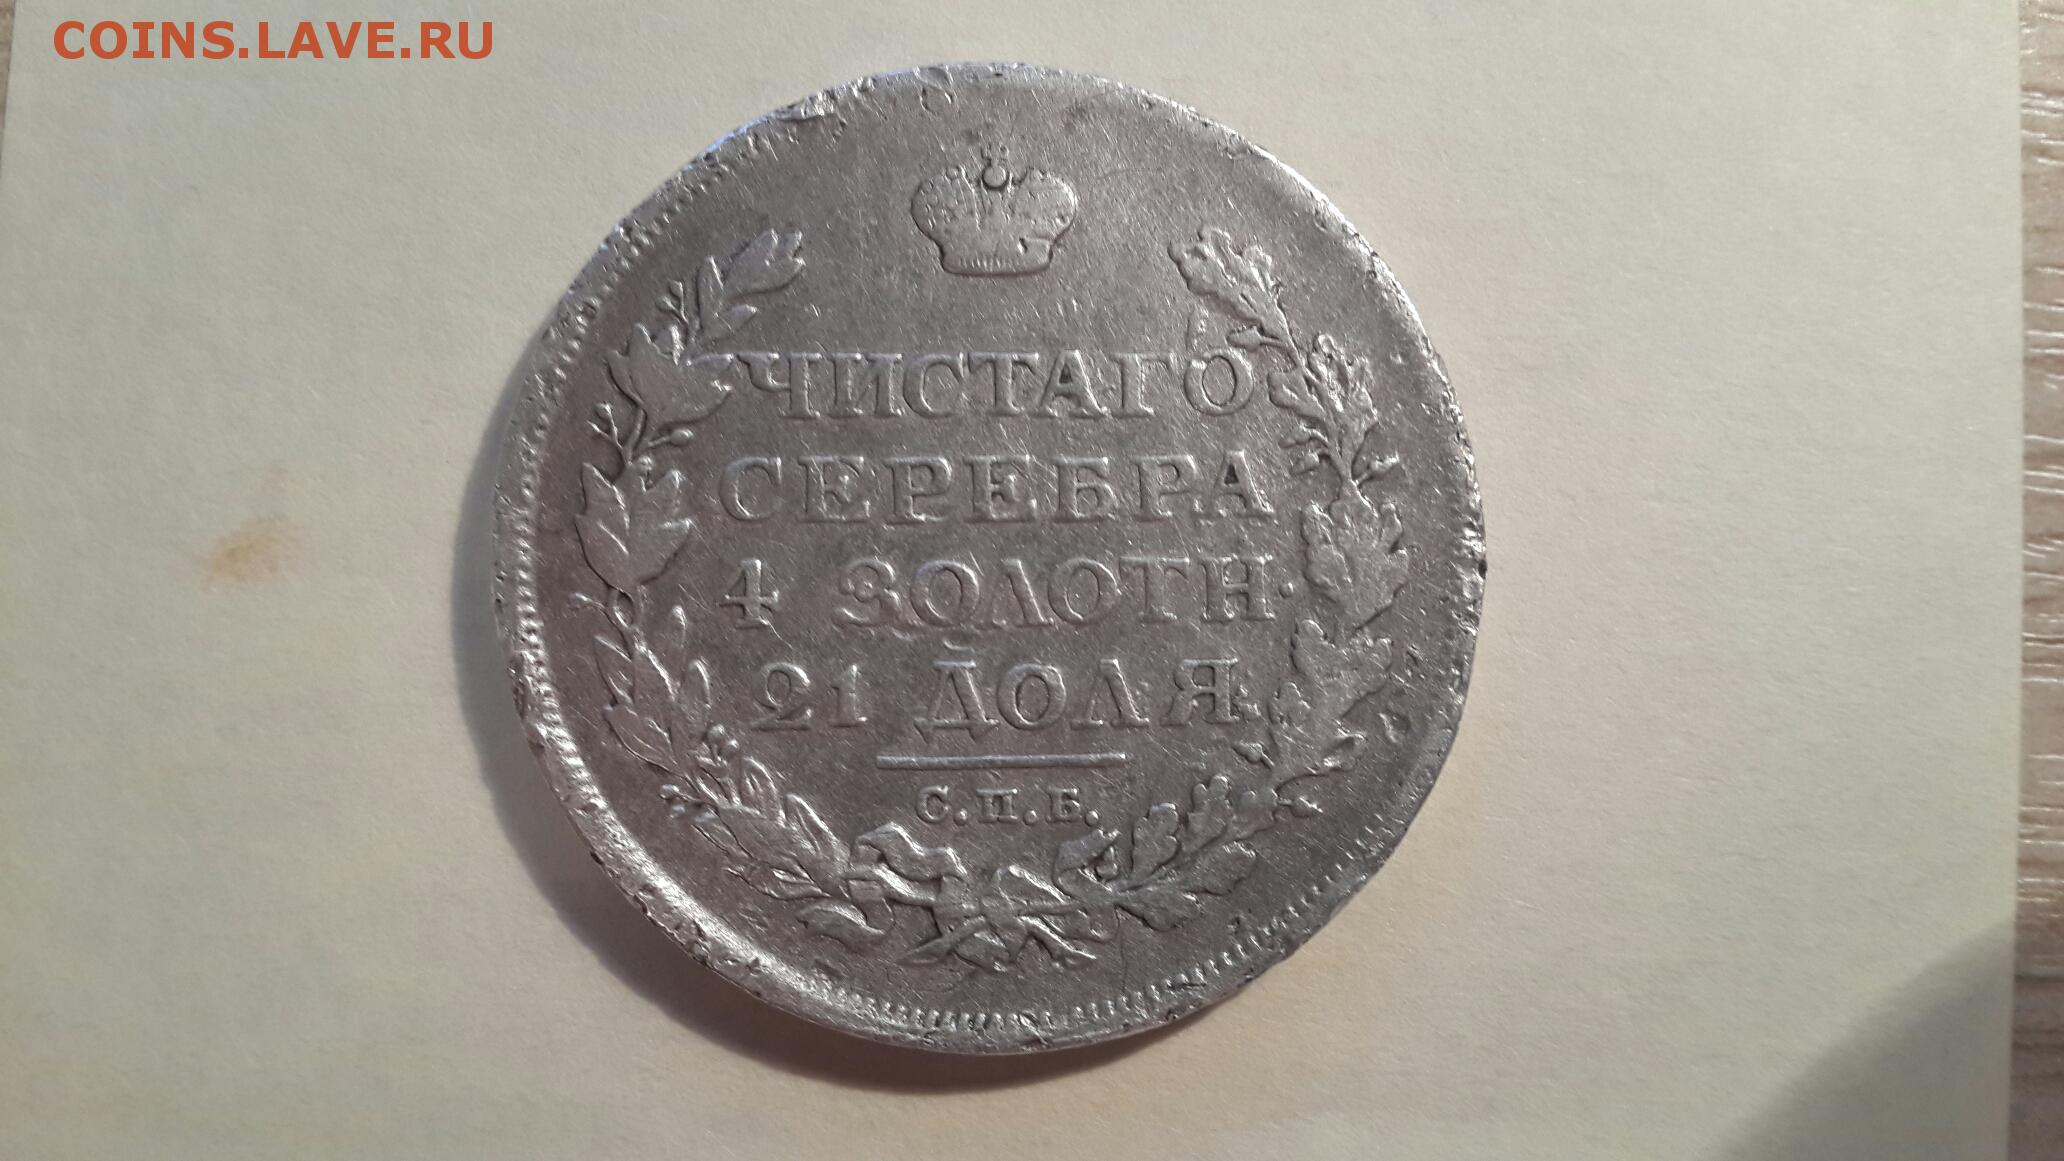 COINS.LAVE.RU
ЧИСТАГО
СЕРЕБРА
4 ЗОЛОТН.
21 ДОЛЯ.
С.П.Б.